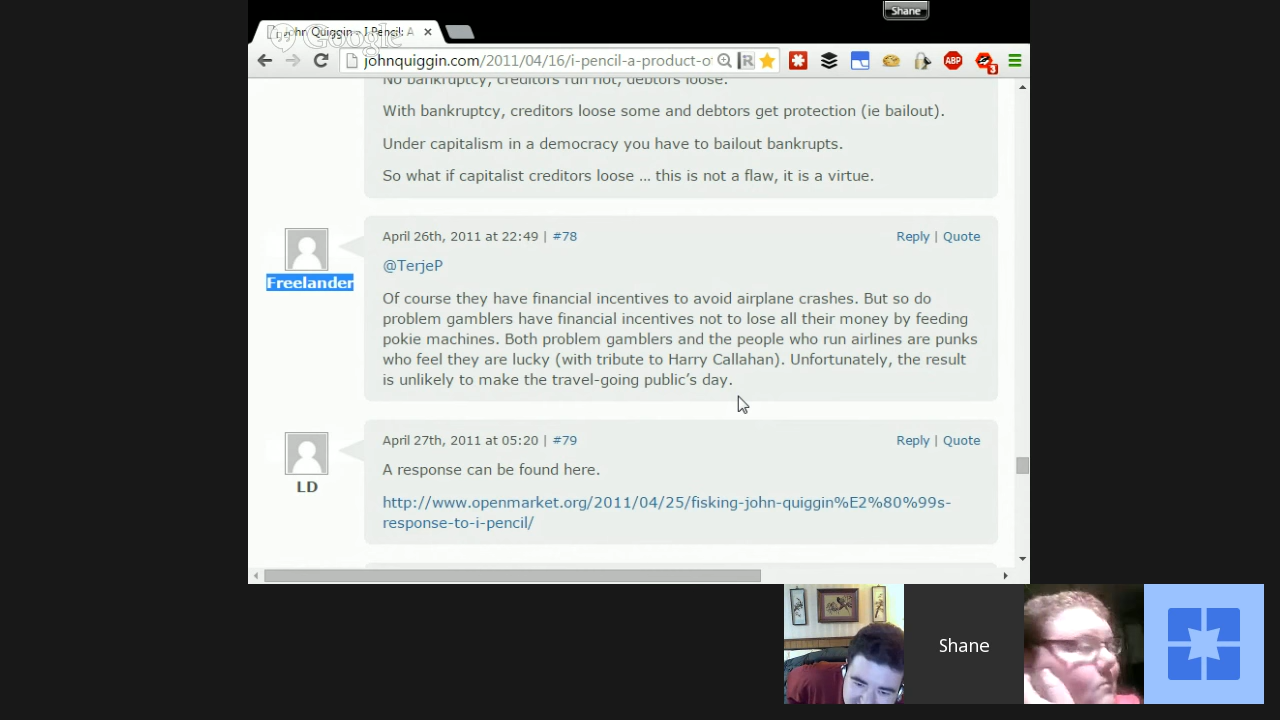 Shane
John Quiggin - I Pencil: A
Google
johnquiggin.com/2011/04/16/i-pencil-a-product-of
ABP
3
No bankruptcy, creditors run riot, debtors loose.
With bankruptcy, creditors loose some and debtors get protection (ie bailout).
Under capitalism in a democracy you have to bailout bankrupts.
So what if capitalist creditors loose ... this is not a flaw, it is a virtue.
April 26th, 2011 at 22:49 | #78
Reply | Quote
Freelander
@TerjeP
Of course they have financial incentives to avoid airplane crashes. But so do
problem gamblers have financial incentives not to lose all their money by feeding
pokie machines. Both problem gamblers and the people who run airlines are punks
who feel they are lucky (with tribute to Harry Callahan). Unfortunately, the result
is unlikely to make the travel-going public’s day.
April 27th, 2011 at 05:20 | #79
Reply | Quote
LD
A response can be found here.
http://www.openmarket.org/2011/04/25/fisking-john-quiggin%E2%80%99s-
response-to-i-pencil/
Shane